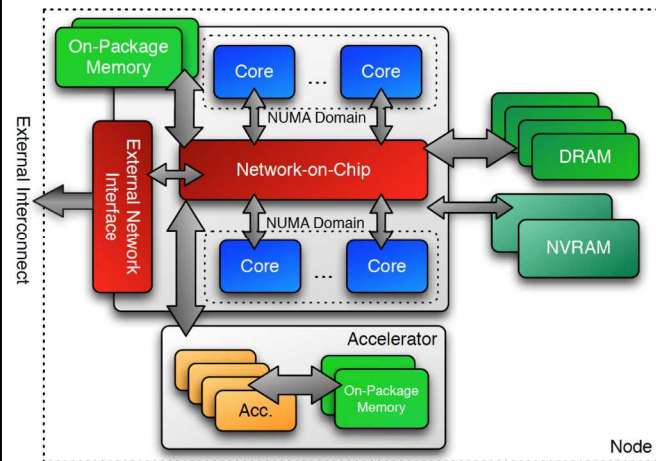 On-Package
Memory
Core
...
Core
NUMA Domain
External Interconnect
External Network
Interface
Network-on-Chip
DRAM
NUMA Domain
Core
...
Core
NVRAM
Accelerator
Acc.
On-Package
Memory
Node